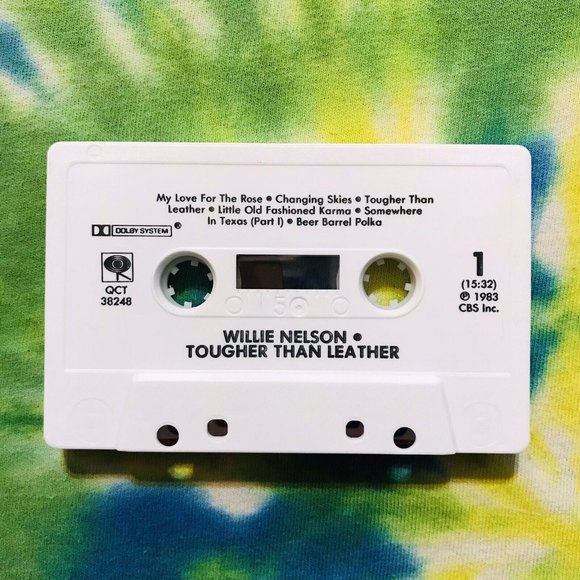 My Love For The Rose • Changing Skies • Tougher Than
Leather • Little Old Fashioned Karma • Somewhere
In Texas (Part I) • Beer Barrel Polka
DOLBY SYSTEM ®
QCT
38248
1
(15:32)
℗ 1983
CBS Inc.
50
WILLIE NELSON •
TOUGHER THAN LEATHER